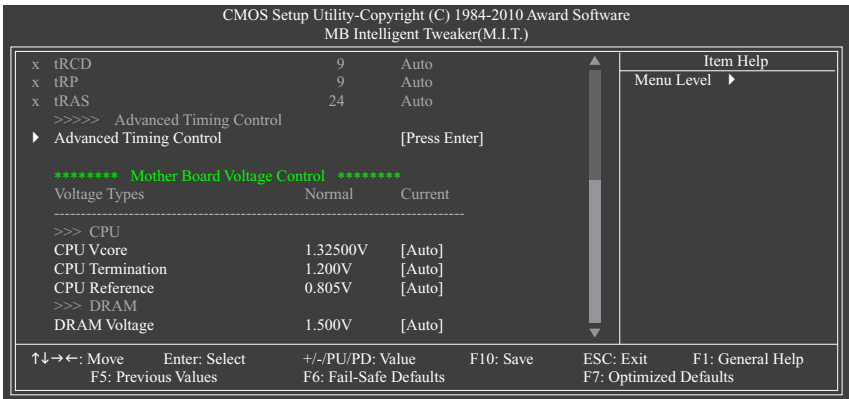 CMOS Setup Utility-Copyright (C) 1984-2010 Award Software
MB Intelligent Tweaker(M.I.T.)
x tRCD 9 Auto
x tRP 9 Auto
x tRAS 24 Auto
>>>>> Advanced Timing Control
Advanced Timing Control [Press Enter]
******** Mother Board Voltage Control ********
Voltage Types Normal Current
--------------------------------------------------------------------------------
>>> CPU
CPU Vcore 1.32500V [Auto]
CPU Termination 1.200V [Auto]
CPU Reference 0.805V [Auto]
>>> DRAM
DRAM Voltage 1.500V [Auto]
Item Help
Menu Level
↑↓→←: Move Enter: Select +/-/PU/PD: Value F10: Save ESC: Exit F1: General Help
F5: Previous Values F6: Fail-Safe Defaults F7: Optimized Defaults